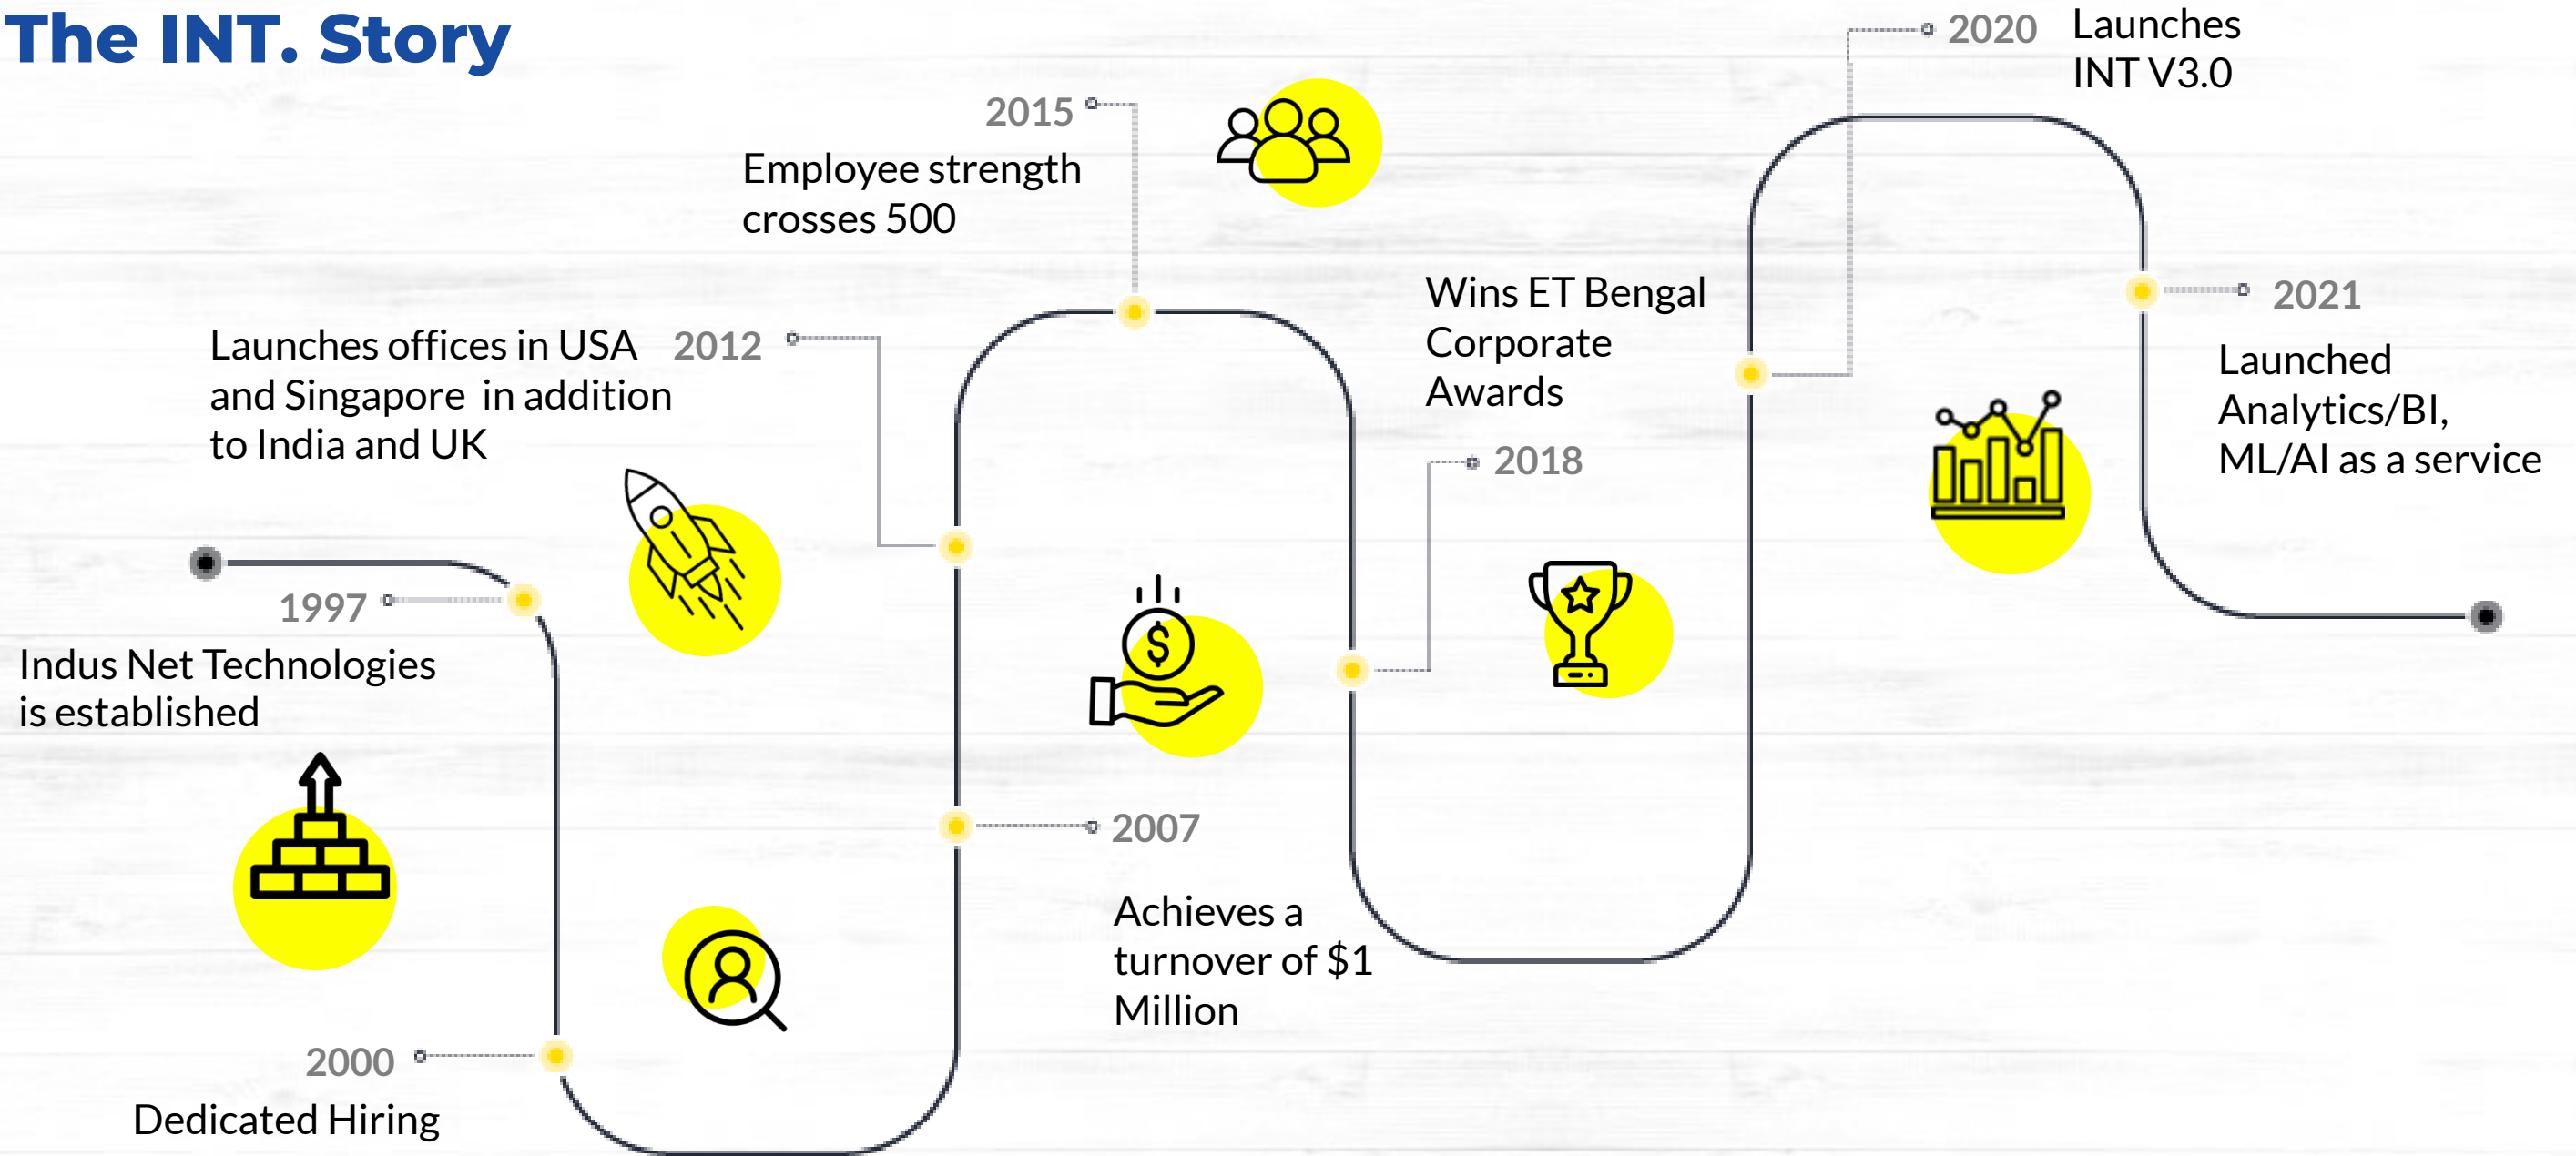 The INT. Story
1997
Indus Net Technologies
is established
2000
Dedicated Hiring
2007
Achieves a
turnover of $1
Million
2012
Launches offices in USA
and Singapore in addition
to India and UK
2015
Employee strength
crosses 500
2018
Wins ET Bengal
Corporate
Awards
2020
Launches
INT V3.0
2021
Launched
Analytics/BI,
ML/AI as a service